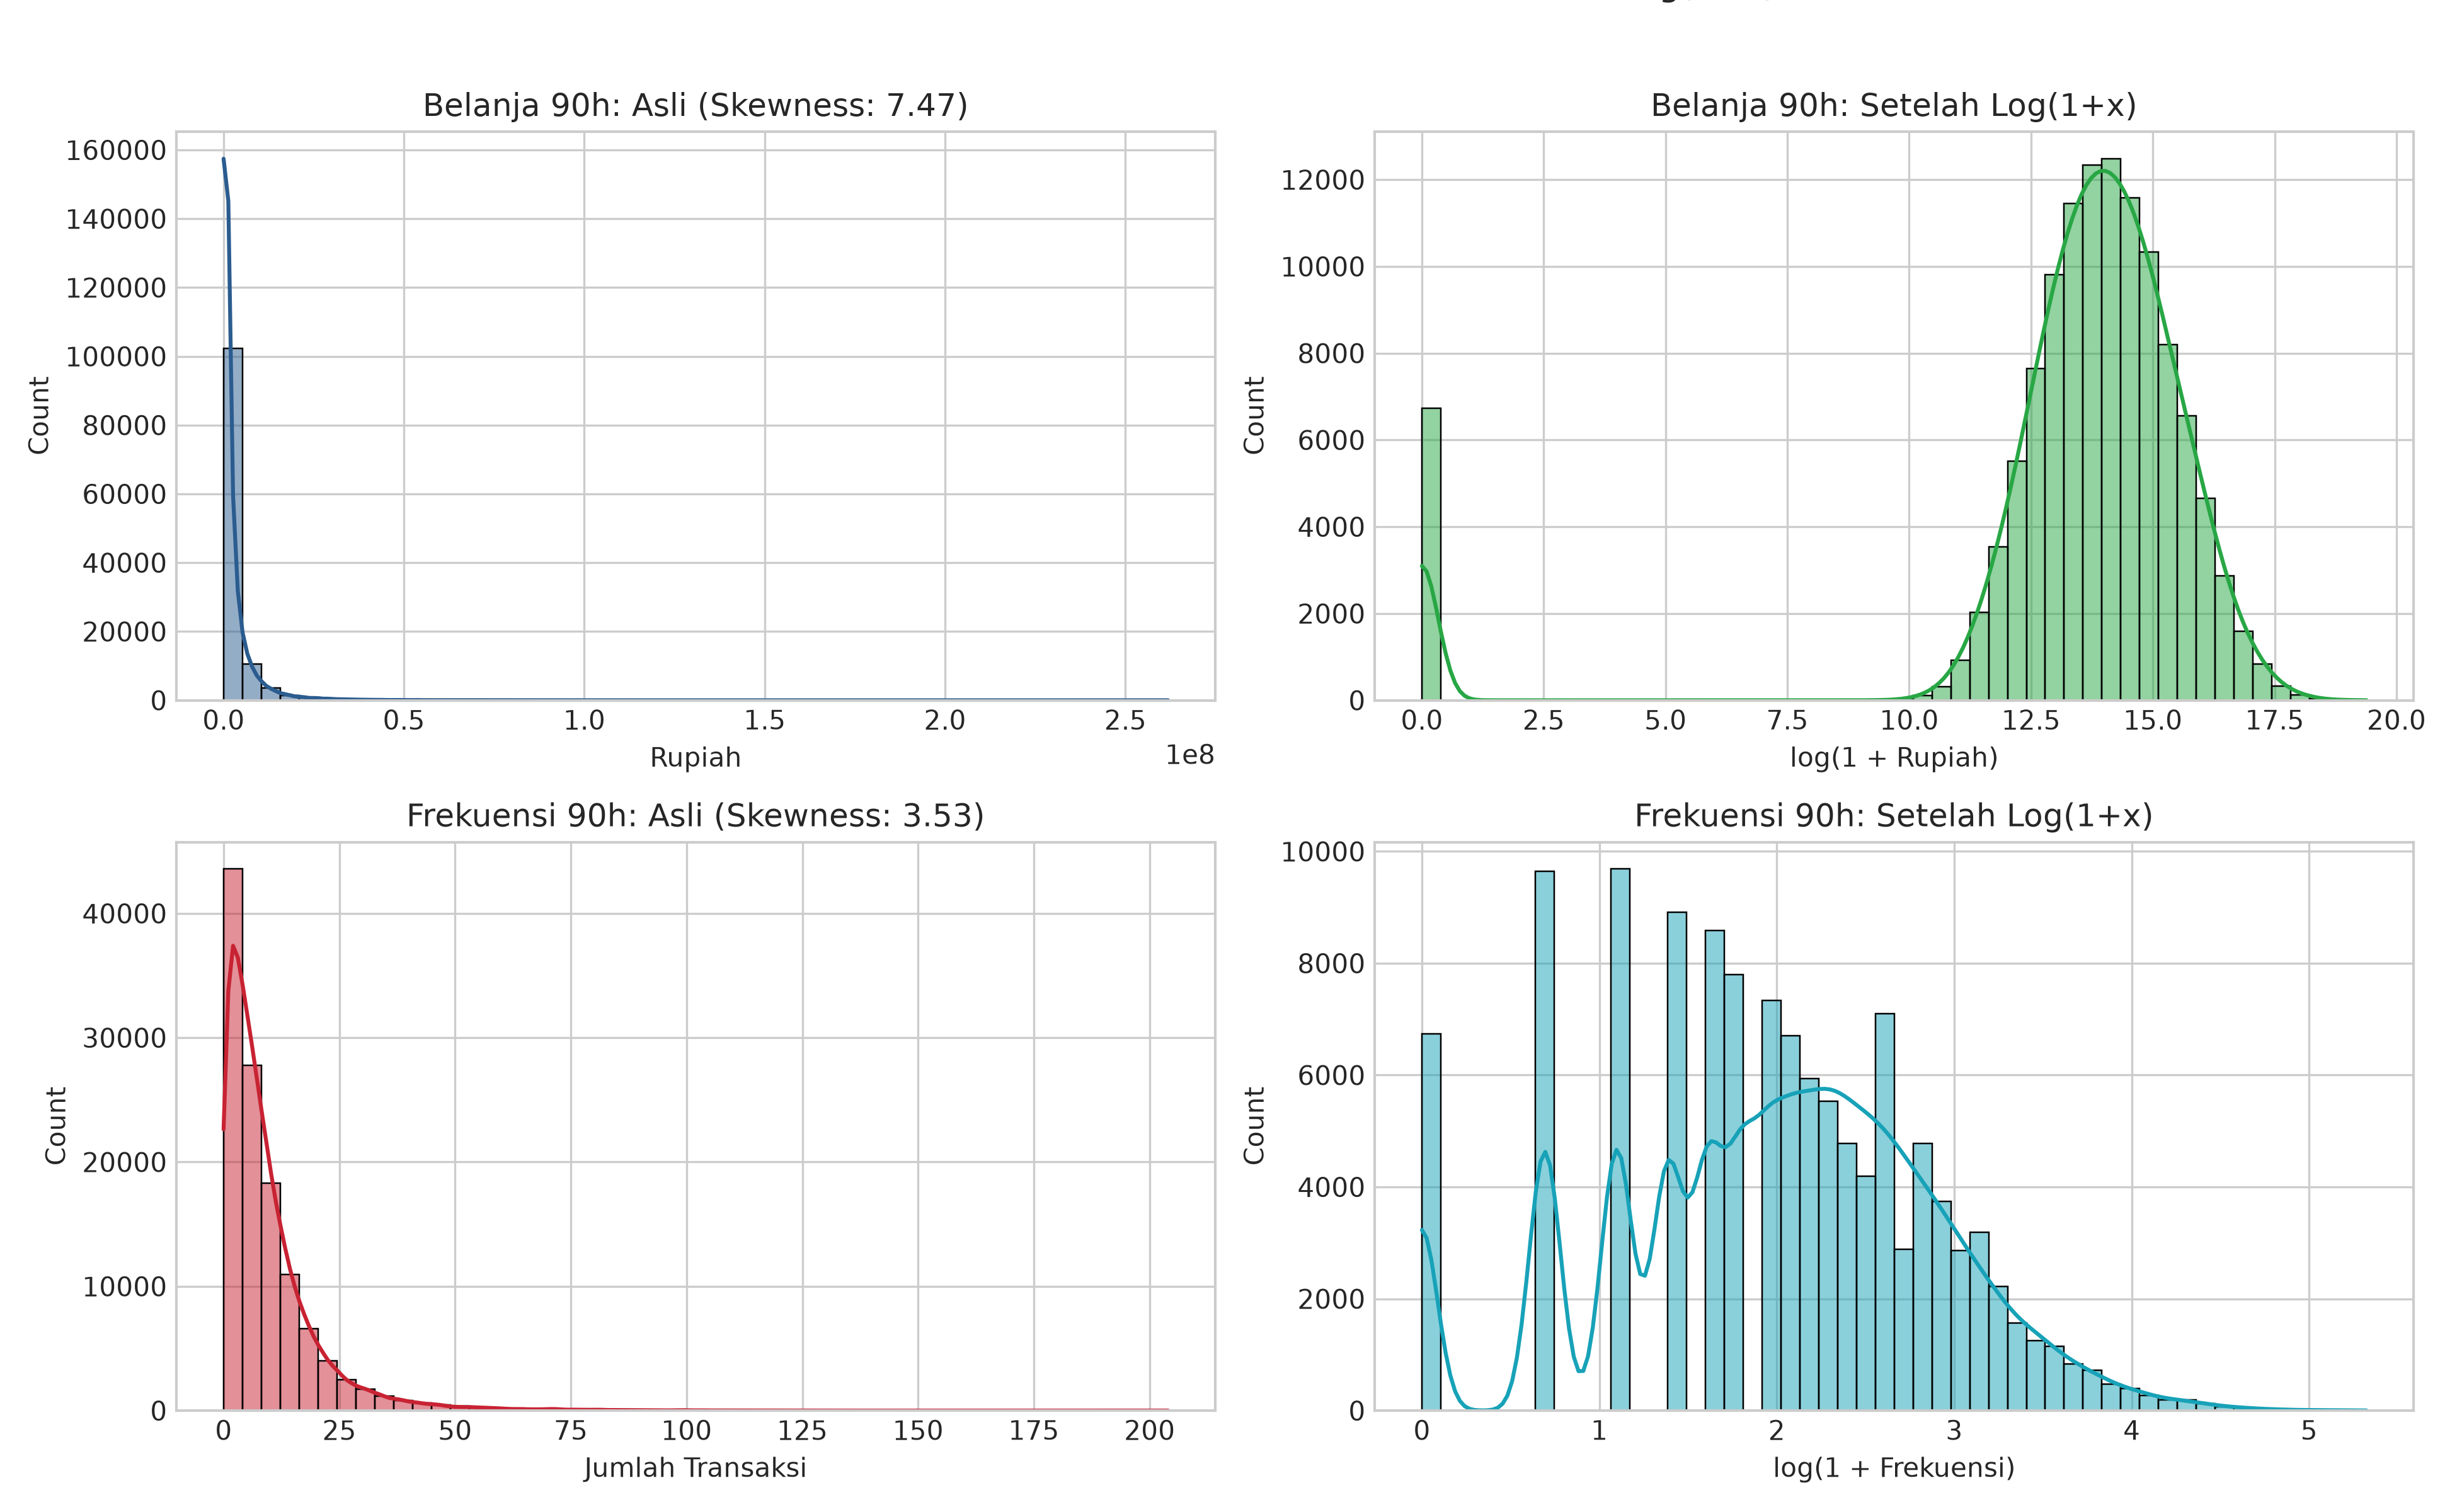 Belanja 90h: Asli (Skewness: 7.47)
160000
140000
120000
100000
80000
60000
40000
20000
0
Count
0.0 0.5 1.0 1.5 2.0 2.5
1e8
Rupiah
Belanja 90h: Setelah Log(1+x)
12000
10000
8000
6000
4000
2000
0
Count
0.0 2.5 5.0 7.5 10.0 12.5 15.0 17.5 20.0
log(1 + Rupiah)
Frekuensi 90h: Asli (Skewness: 3.53)
40000
30000
20000
10000
0
Count
0 25 50 75 100 125 150 175 200
Jumlah Transaksi
Frekuensi 90h: Setelah Log(1+x)
10000
8000
6000
4000
2000
0
Count
0 1 2 3 4 5
log(1 + Frekuensi)